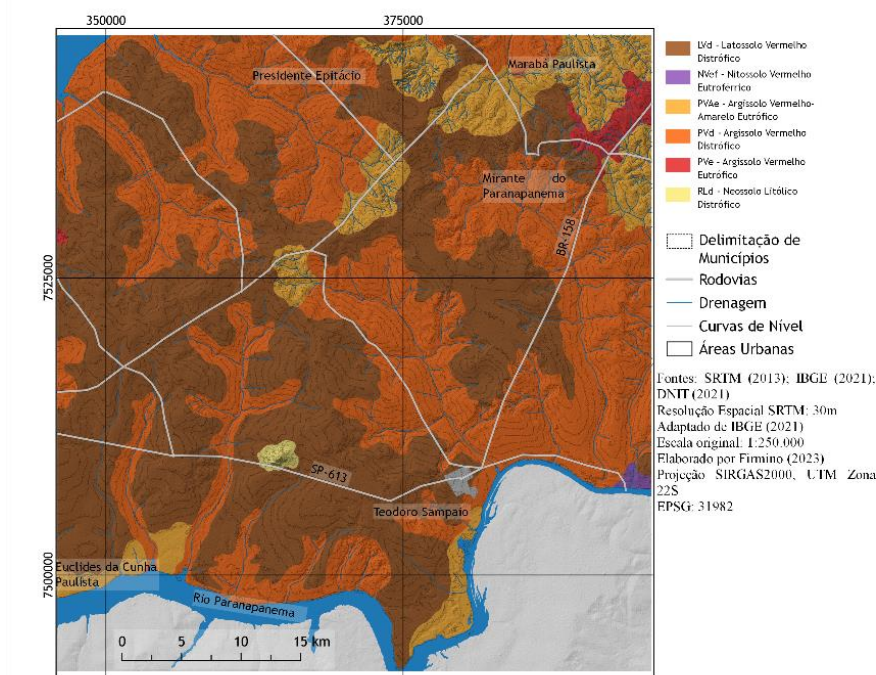 350000
375000
7525000
7500000
Presidente Epitácio
Marabá Paulista
Mirante do
Paranapanema
BR-158
SP-613
Teodoro Sampaio
Euclides da Cunha
Paulista
Rio Paranapanema
0 5 10 15 km
LVd - Latossolo Vermelho
Distrófico
NVef - Nitossolo Vermelho
Eutroférrico
PVAe - Argissolo Vermelho-
Amarelo Eutrófico
PVd - Argissolo Vermelho
Distrófico
PVe - Argissolo Vermelho
Eutrófico
RLd - Neossolo Litólico
Distrófico
Delimitação de
Municípios
Rodovias
Drenagem
Curvas de Nível
Áreas Urbanas
Fontes: SRTM (2013); IBGE (2021);
DNIT (2021)
Resolução Espacial SRTM: 30m
Adaptado de IBGE (2021)
Escala original: 1:250.000
Elaborado por Firmino (2023)
Projeção SIRGAS2000, UTM Zona
22S
EPSG: 31982